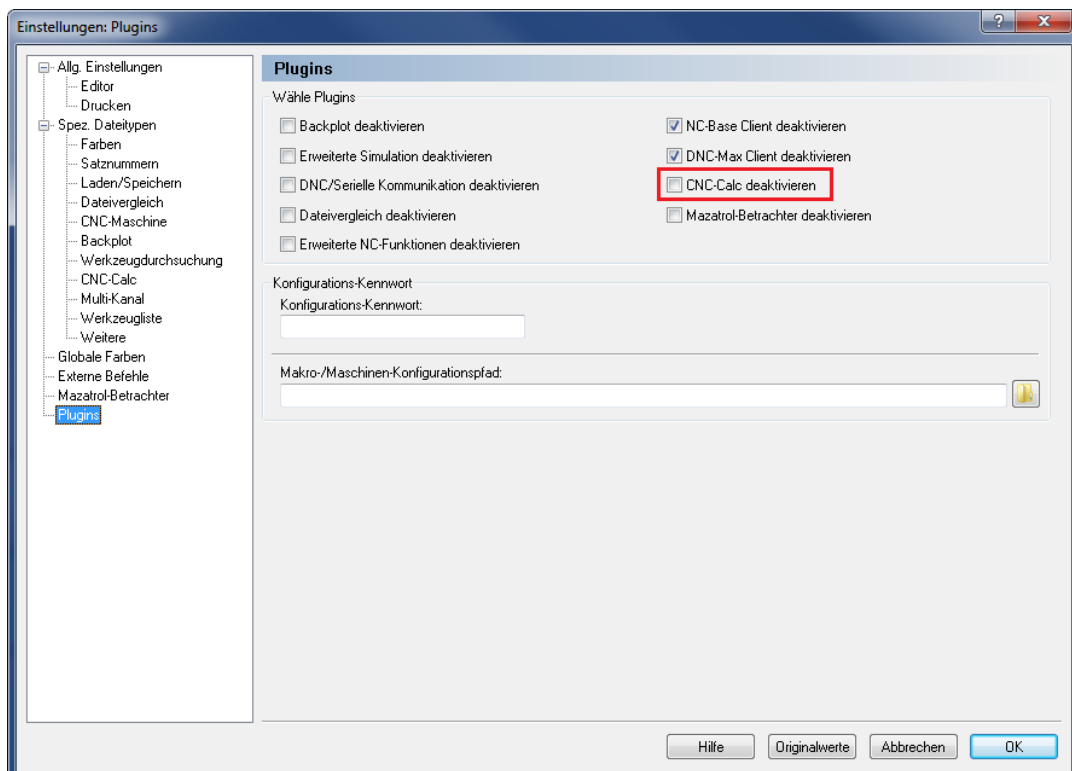 Einstellungen: Plugins
Allg. Einstellungen
Editor
Drucken
Spez. Dateitypen
Farben
Satznummern
Laden/Speichern
Dateivergleich
CNC-Maschine
Backplot
Werkzeugdurchsuchung
CNC-Calc
Multi-Kanal
Werkzeugliste
Weitere
Globale Farben
Externe Befehle
Mazatrol-Betrachter
Plugins
Plugins
Wähle Plugins
Backplot deaktivieren
Erweiterte Simulation deaktivieren
DNC/Serielle Kommunikation deaktivieren
Dateivergleich deaktivieren
Erweiterte NC-Funktionen deaktivieren
NC-Base Client deaktivieren
DNC-Max Client deaktivieren
CNC-Calc deaktivieren
Mazatrol-Betrachter deaktivieren
Konfigurations-Kennwort
Konfigurations-Kennwort:
Makro-/Maschinen-Konfigurationspfad:
Hilfe
Originalwerte
Abbrechen
OK